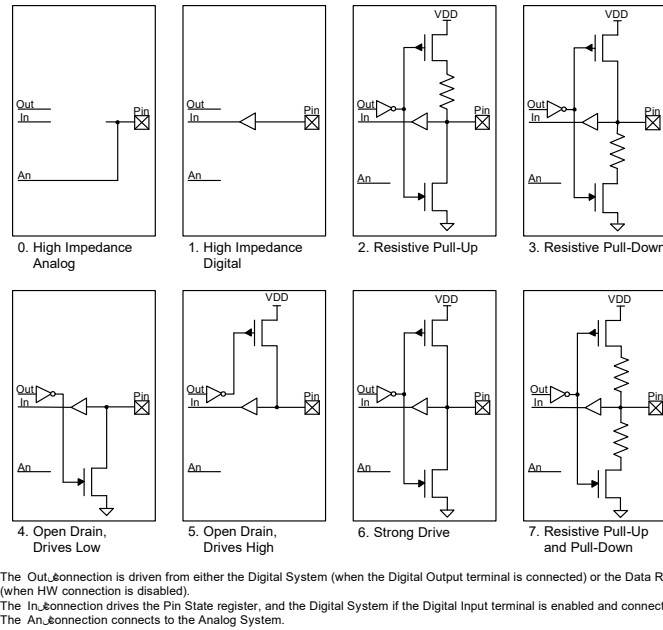 VDD VDD
Out Out Out Out
In Pin In Pin In Pin In Pin
An An An An
0. High Impedance 1. High Impedance 2. Resistive Pull-Up 3. Resistive Pull-Down
Analog Digital
VDD VDD VDD
Out Out Out Out
In Pin In Pin In Pin In Pin
An An An An
4. Open Drain, 5. Open Drain, 6. Strong Drive 7. Resistive Pull-Up
Drives Low Drives High and Pull-Down
The Out connection is driven from either the Digital System (when the Digital Output terminal is connected) or the Data R
(when HW connection is disabled).
The In connection drives the Pin State register, and the Digital System if the Digital Input terminal is enabled and connect
The An connection connects to the Analog System.